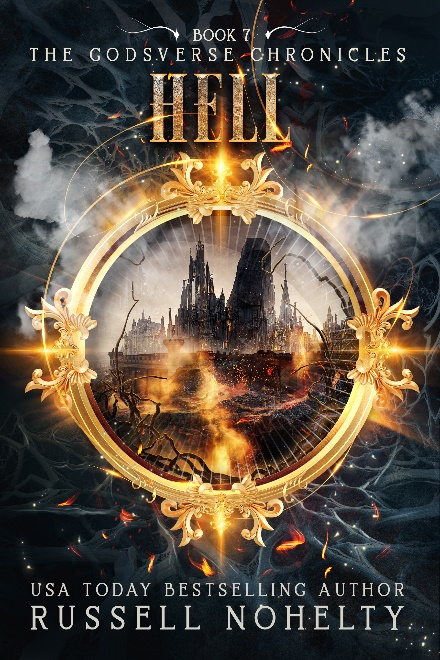 BOOK 7
THE GODSVERSE CHRONICLES
HELL
USA TODAY BESTSELLING AUTHOR
RUSSELL NOHELTY